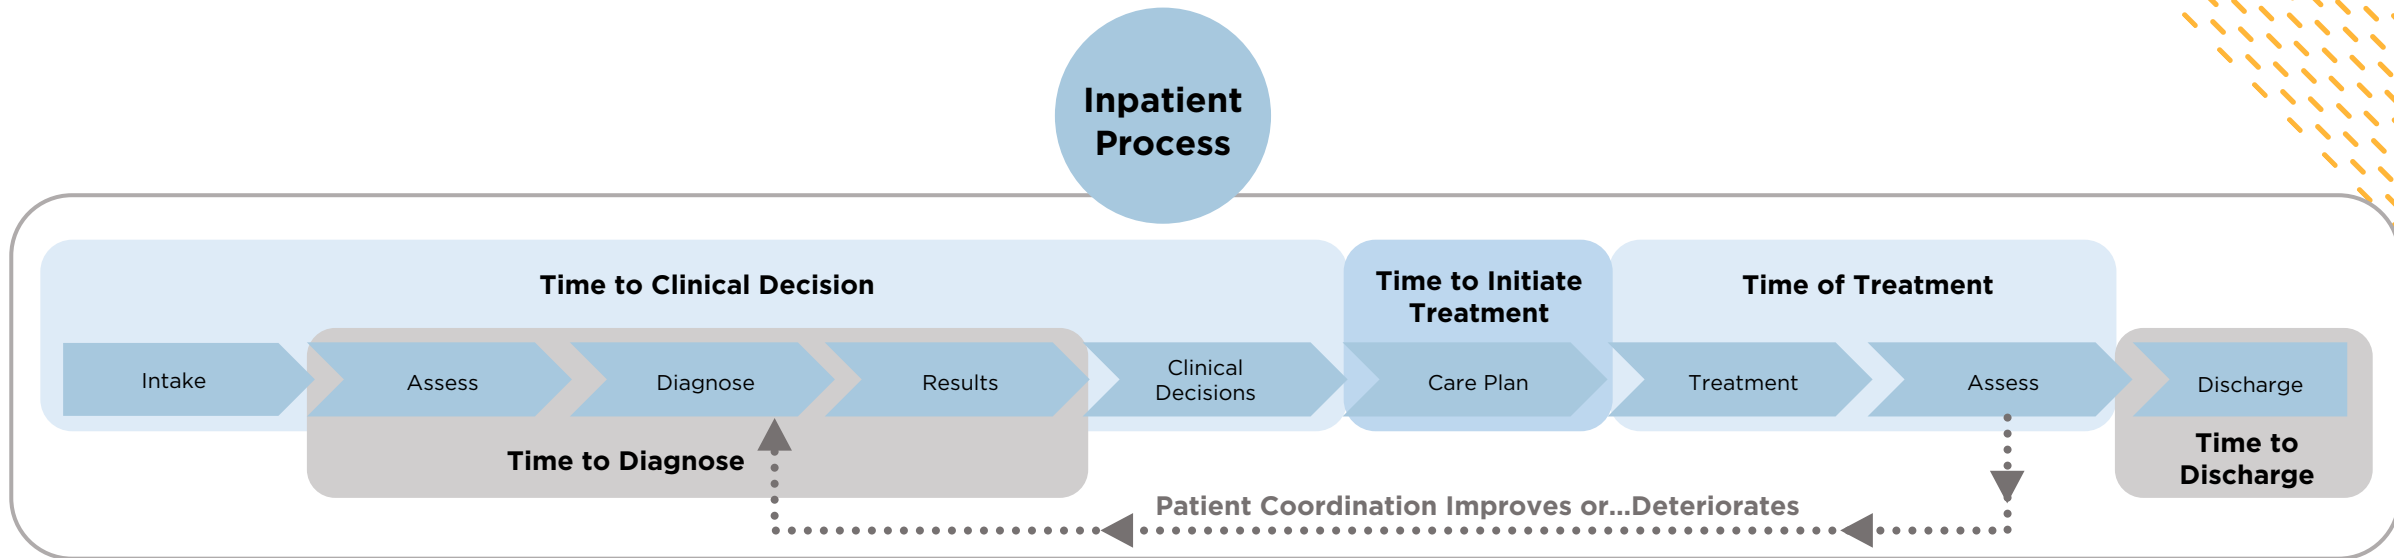 Inpatient
Process
Time to Clinical Decision
Time to Initiate
Treatment
Time of Treatment
Intake
Assess
Diagnose
Results
Clinical
Decisions
Care Plan
Treatment
Assess
Discharge
Time to Diagnose
Time to
Discharge
Patient Coordination Improves or...Deteriorates